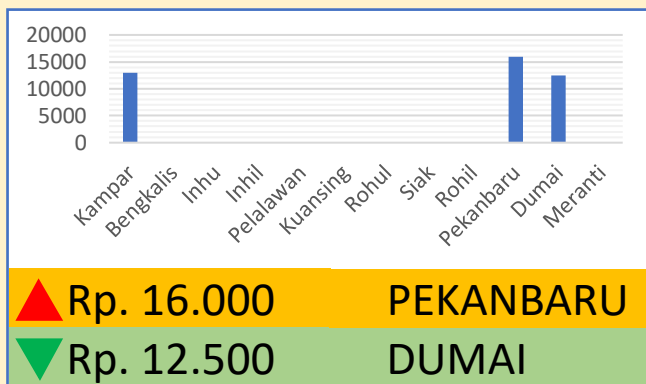 20000
15000
10000
5000
0
Kampar
Bengkalis
Inhu
Inhil
Pelalawan
Kuansing
Rohul
Siak
Rohil
Pekanbaru
Dumai
Meranti
Rp. 16.000 PEKANBARU
Rp. 12.500 DUMAI